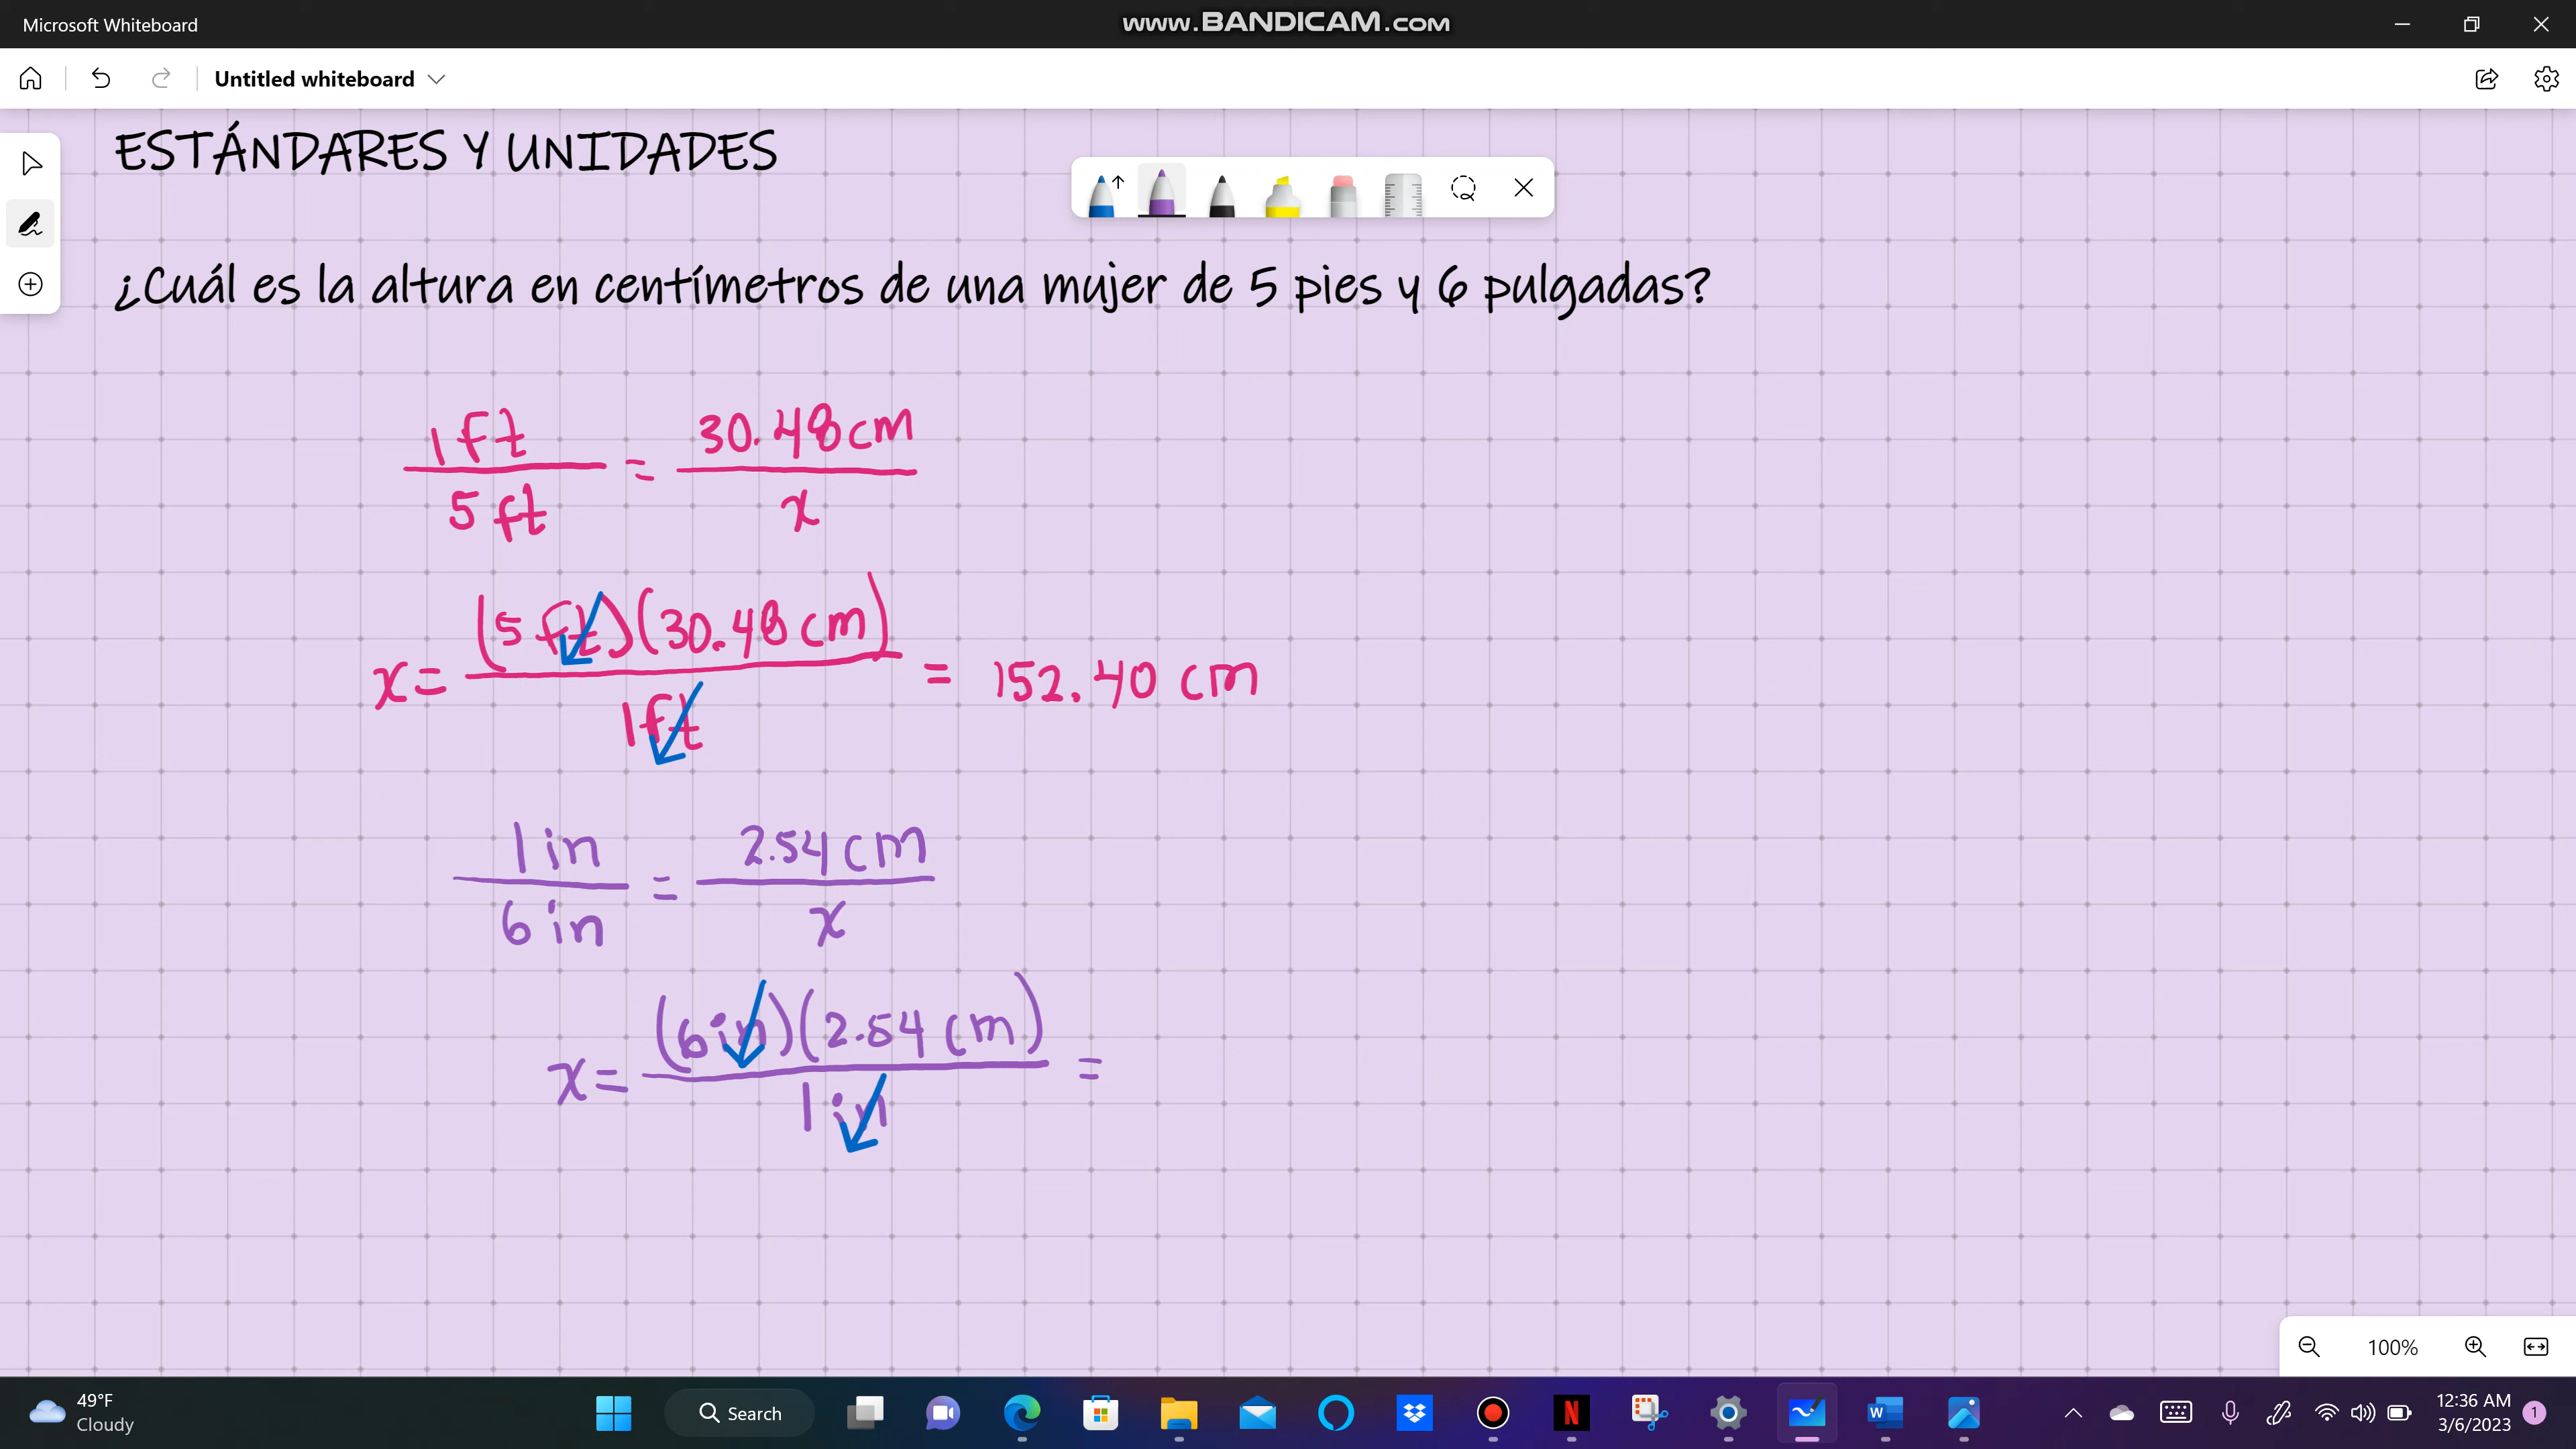 Microsoft Whiteboard
www.BANDICAM.com
Untitled whiteboard
ESTÁNDARES Y UNIDADES
¿Cuál es la altura en centímetros de una mujer de 5 pies y 6 pulgadas?
1 ft / 5 ft = 30.48 cm / x
x = (5 ft)(30.48 cm) / 1 ft = 152.40 cm
1 in / 6 in = 2.54 cm / x
x = (6 in)(2.54 cm) / 1 in =
100%
49°F
Cloudy
Search
12:36 AM
3/6/2023
1